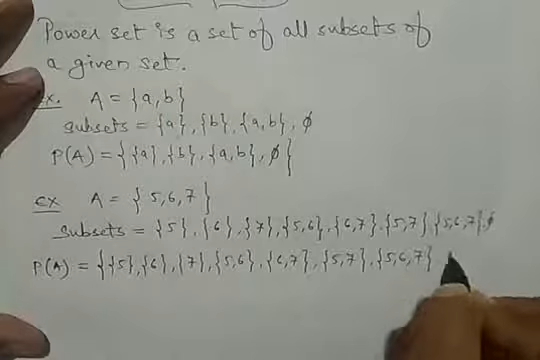 Power set is a set of all subsets of
a given set.
Ex. A = {a, b}
subsets = {a}, {b}, {a, b}, ∅
P(A) = {{a}, {b}, {a, b}, ∅}
Ex A = {5, 6, 7}
subsets = {5}, {6}, {7}, {5, 6}, {6, 7}, {5, 7}, {5, 6, 7}, ∅
P(A) = {{5}, {6}, {7}, {5, 6}, {6, 7}, {5, 7}, {5, 6, 7}